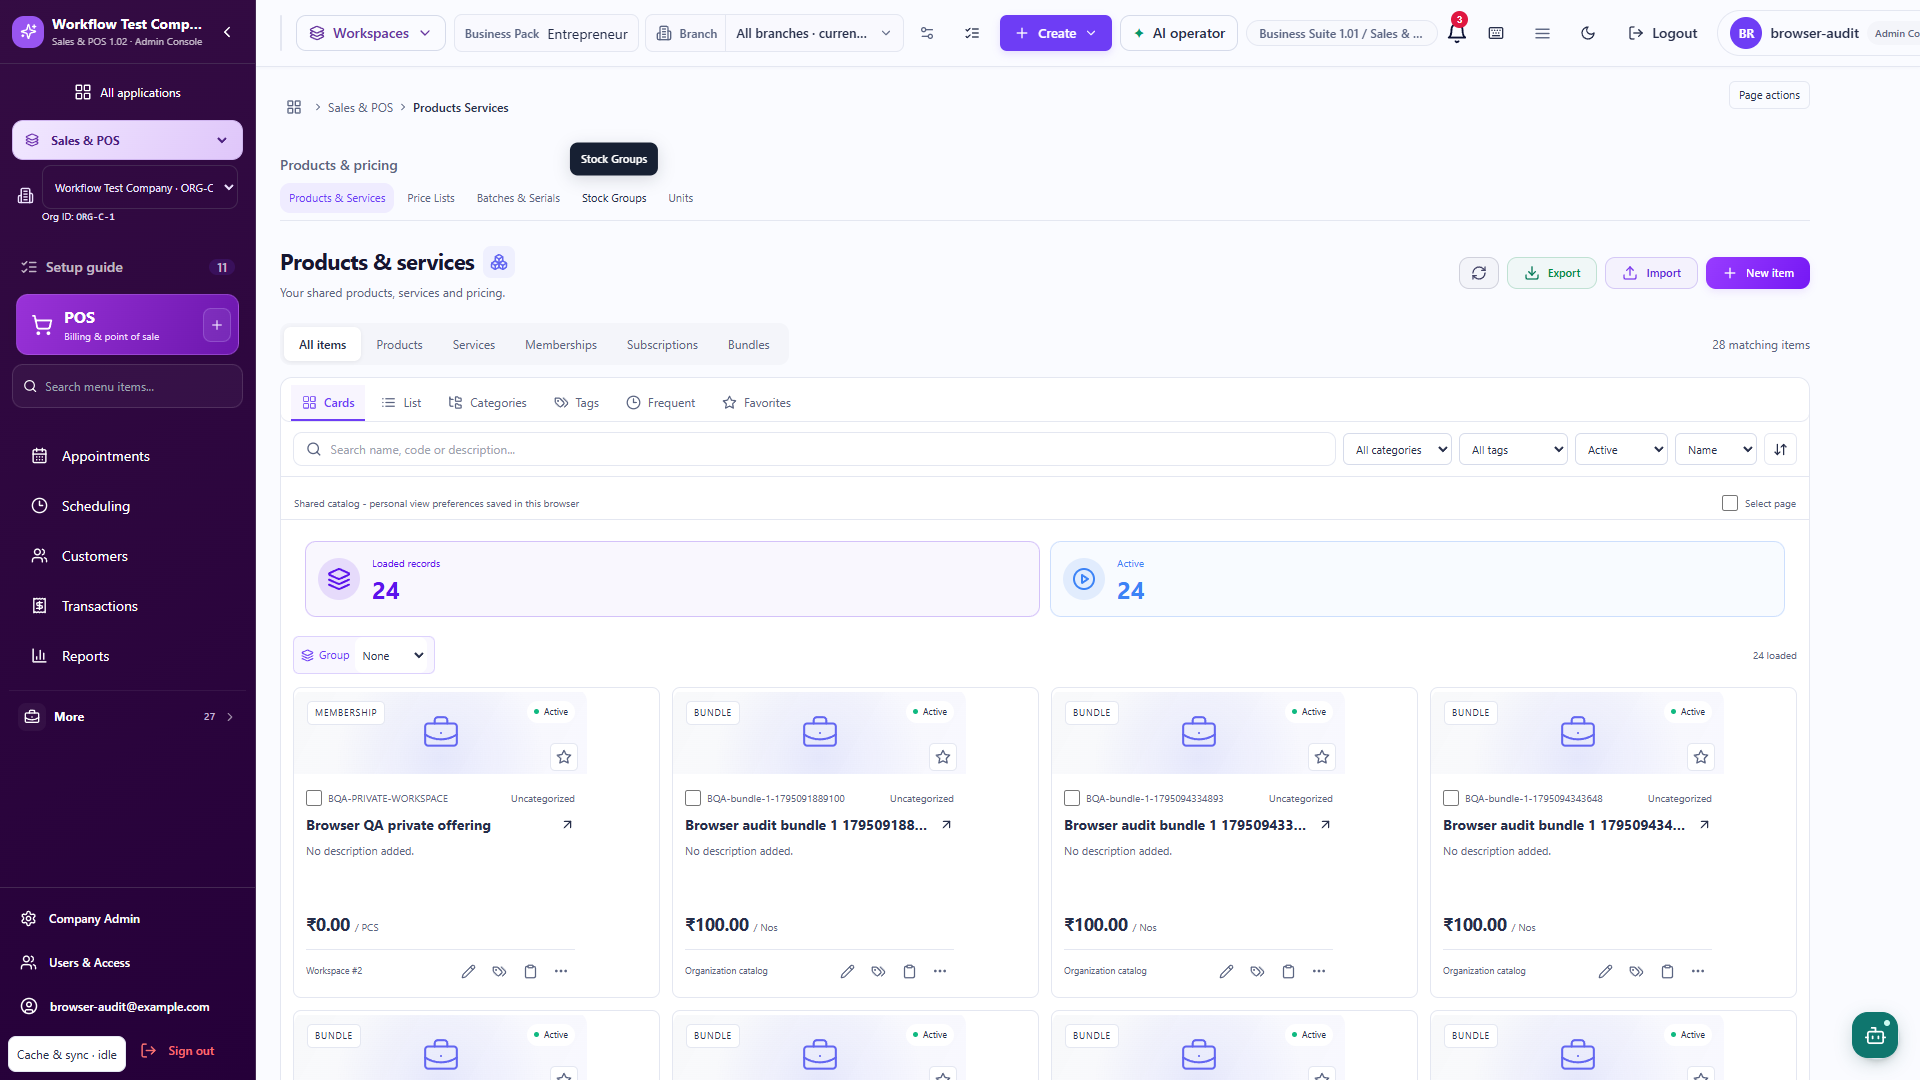 Workflow Test Comp...
Sales & POS 1.02 · Admin Console
All applications
Sales & POS
Workflow Test Company · ORG-C
Org ID: ORG-C-1
Setup guide 11
POS
Billing & point of sale
Search menu items...
Appointments
Scheduling
Customers
Transactions
Reports
More 27
Company Admin
Users & Access
browser-audit@example.com
Cache & sync · idle
Sign out
Workspaces
Business Pack Entrepreneur
Branch All branches · curren...
Create
AI operator
Business Suite 1.01 / Sales & ...
3
Logout
BR browser-audit Admin Co
Sales & POS Products Services
Page actions
Products & pricing
Stock Groups
Products & Services Price Lists Batches & Serials Stock Groups Units
Products & services
Your shared products, services and pricing.
Export Import New item
All items Products Services Memberships Subscriptions Bundles
28 matching items
Cards List Categories Tags Frequent Favorites
Search name, code or description...
All categories All tags Active Name
Shared catalog - personal view preferences saved in this browser
Select page
Loaded records
24
Active
24
Group None
24 loaded
MEMBERSHIP Active
BQA-PRIVATE-WORKSPACE Uncategorized
Browser QA private offering
No description added.
₹0.00 / PCS
Workspace #2
BUNDLE Active
BQA-bundle-1-1795091889100 Uncategorized
Browser audit bundle 1 179509188...
No description added.
₹100.00 / Nos
Organization catalog
BUNDLE Active
BQA-bundle-1-1795094334893 Uncategorized
Browser audit bundle 1 179509433...
No description added.
₹100.00 / Nos
Organization catalog
BUNDLE Active
BQA-bundle-1-1795094343648 Uncategorized
Browser audit bundle 1 179509434...
No description added.
₹100.00 / Nos
Organization catalog
BUNDLE Active
BUNDLE Active
BUNDLE Active
BUNDLE Active